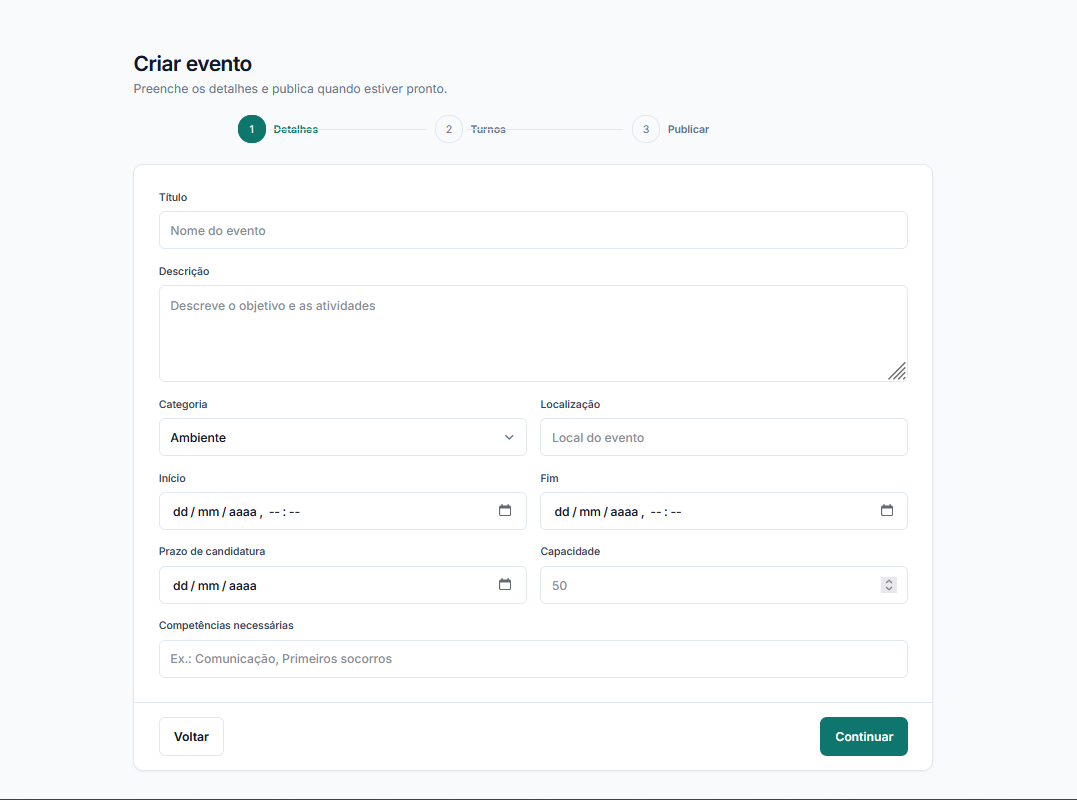 Criar evento
Preenche os detalhes e publica quando estiver pronto.
1 Detalhes 2 Turnos 3 Publicar
Título
Nome do evento
Descrição
Descreve o objetivo e as atividades
Categoria Localização
Ambiente Local do evento
Início Fim
dd / mm / aaaa , -- : -- dd / mm / aaaa , -- : --
Prazo de candidatura Capacidade
dd / mm / aaaa 50
Competências necessárias
Ex.: Comunicação, Primeiros socorros
Voltar Continuar